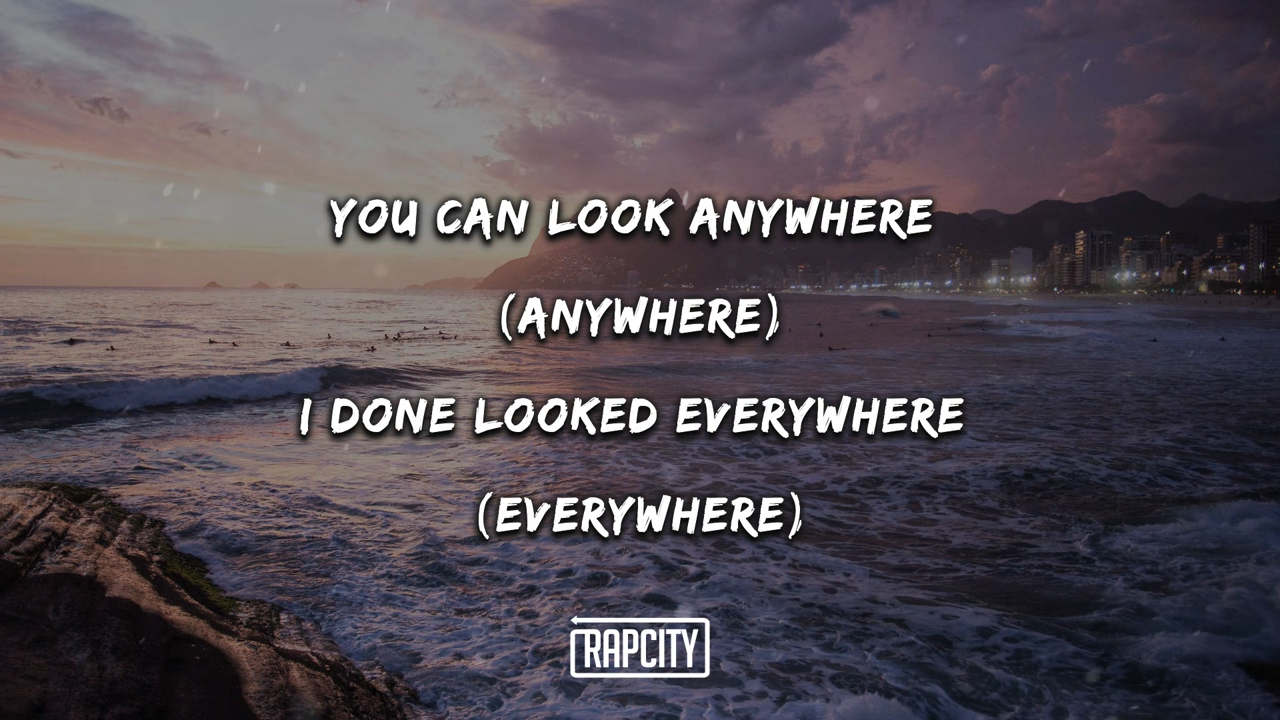 YOU CAN LOOK ANYWHERE
(ANYWHERE)
I DONE LOOKED EVERYWHERE
(EVERYWHERE)
RAPCITY